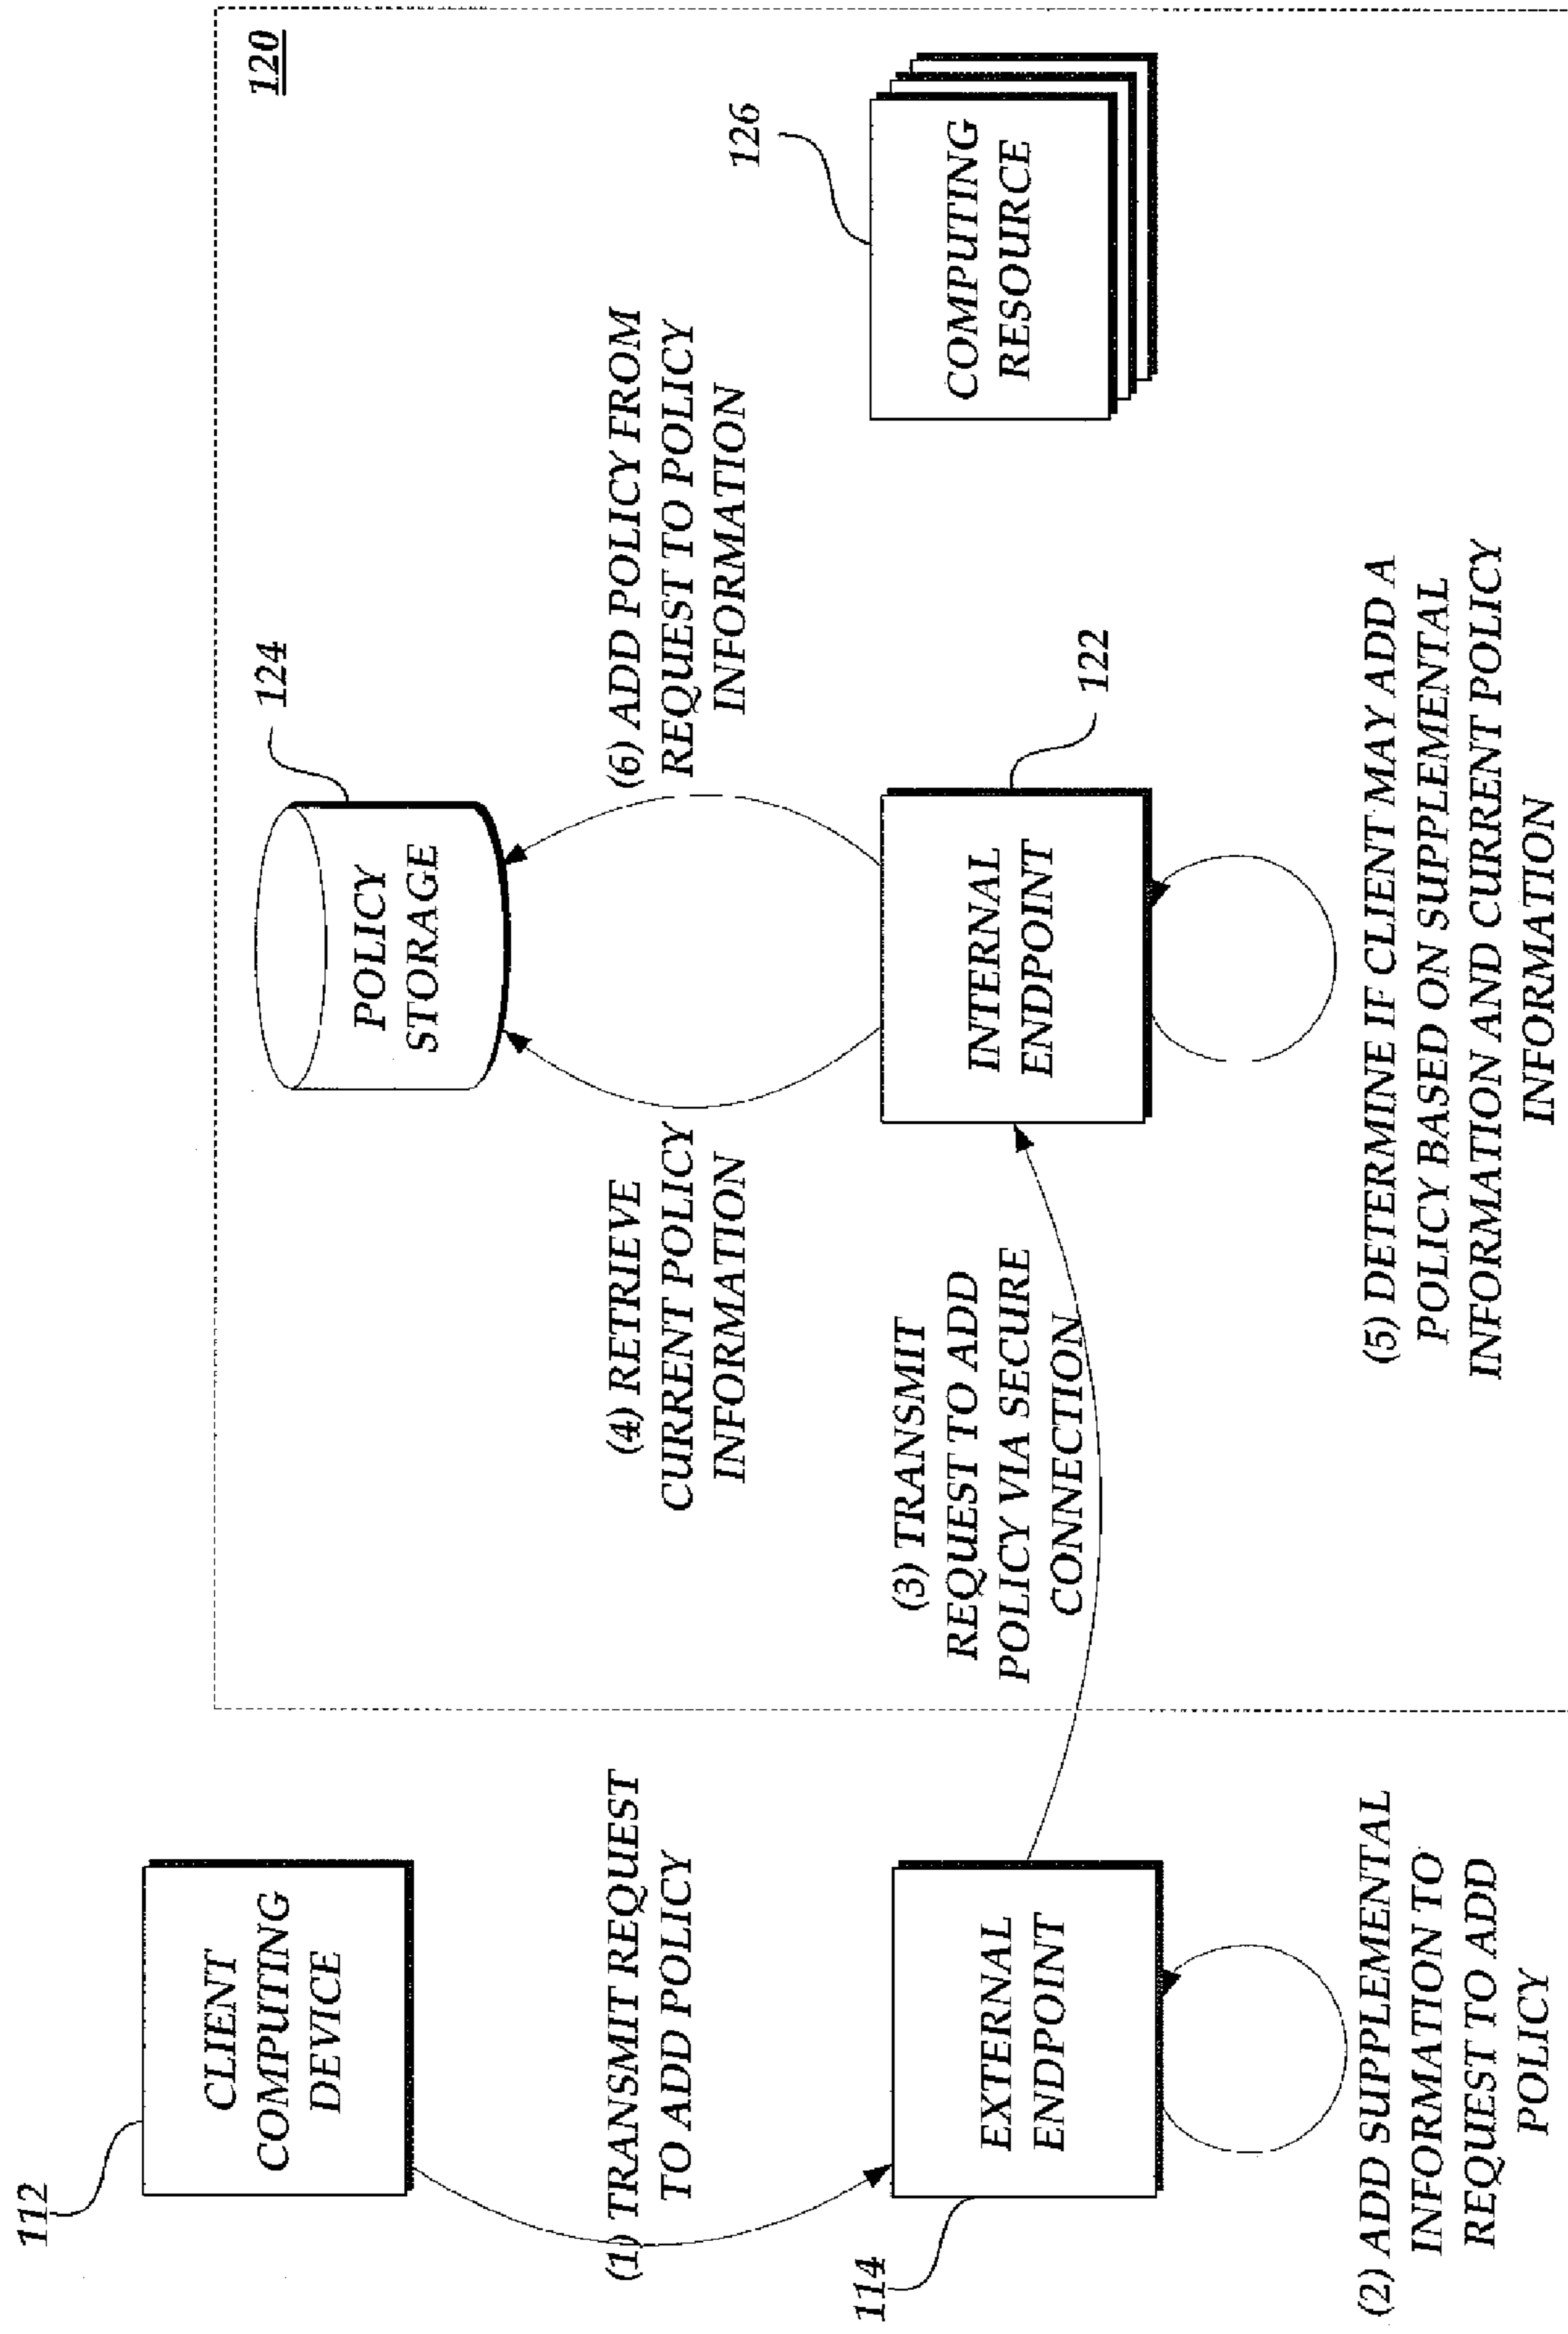 112
CLIENT
COMPUTING
DEVICE
(1) TRANSMIT REQUEST
TO ADD POLICY
114
EXTERNAL
ENDPOINT
(2) ADD SUPPLEMENTAL
INFORMATION TO
REQUEST TO ADD
POLICY
120
(3) TRANSMIT
REQUEST TO ADD
POLICY VIA SECURE
CONNECTION
124
POLICY
STORAGE
(4) RETRIEVE
CURRENT POLICY
INFORMATION
(6) ADD POLICY FROM
REQUEST TO POLICY
INFORMATION
122
INTERNAL
ENDPOINT
(5) DETERMINE IF CLIENT MAY ADD A
POLICY BASED ON SUPPLEMENTAL
INFORMATION AND CURRENT POLICY
INFORMATION
126
COMPUTING
RESOURCE